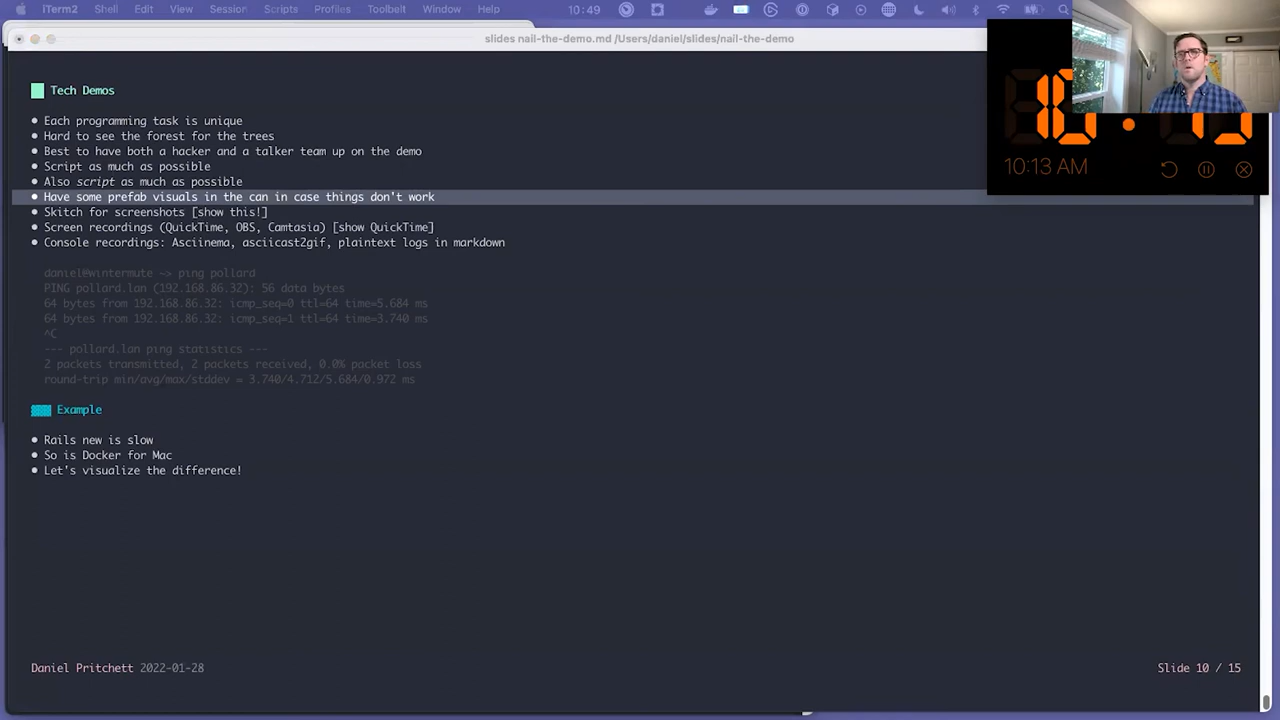 iTerm2 Shell Edit View Session Scripts Profiles Toolbelt Window Help 10:49
slides nail-the-demo.md /Users/daniel/slides/nail-the-demo
Tech Demos
• Each programming task is unique
• Hard to see the forest for the trees
• Best to have both a hacker and a talker team up on the demo
• Script as much as possible
• Also script as much as possible
• Have some prefab visuals in the can in case things don't work
• Skitch for screenshots [show this!]
• Screen recordings (QuickTime, OBS, Camtasia) [show QuickTime]
• Console recordings: Asciinema, asciicast2gif, plaintext logs in markdown
daniel@wintermute ~> ping pollard
PING pollard.lan (192.168.86.32): 56 data bytes
64 bytes from 192.168.86.32: icmp_seq=0 ttl=64 time=5.684 ms
64 bytes from 192.168.86.32: icmp_seq=1 ttl=64 time=3.740 ms
^C
--- pollard.lan ping statistics ---
2 packets transmitted, 2 packets received, 0.0% packet loss
round-trip min/avg/max/stddev = 3.740/4.712/5.684/0.972 ms
Example
• Rails new is slow
• So is Docker for Mac
• Let's visualize the difference!
Daniel Pritchett 2022-01-28
Slide 10 / 15
10:13 AM